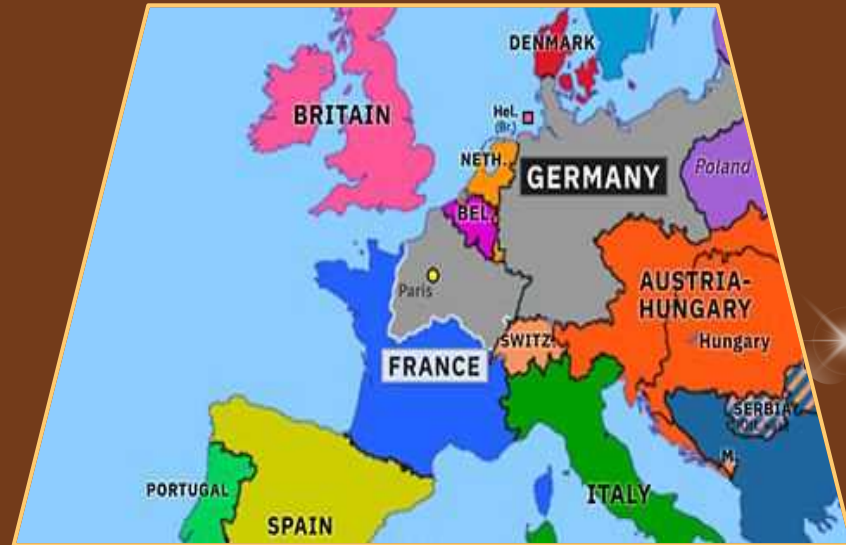 DENMARK
BRITAIN
Hel.
(Br.)
NETH.
GERMANY
Poland
BEL.
Paris
AUSTRIA-
HUNGARY
Hungary
SWITZ.
FRANCE
SERBIA
M.
PORTUGAL
ITALY
SPAIN